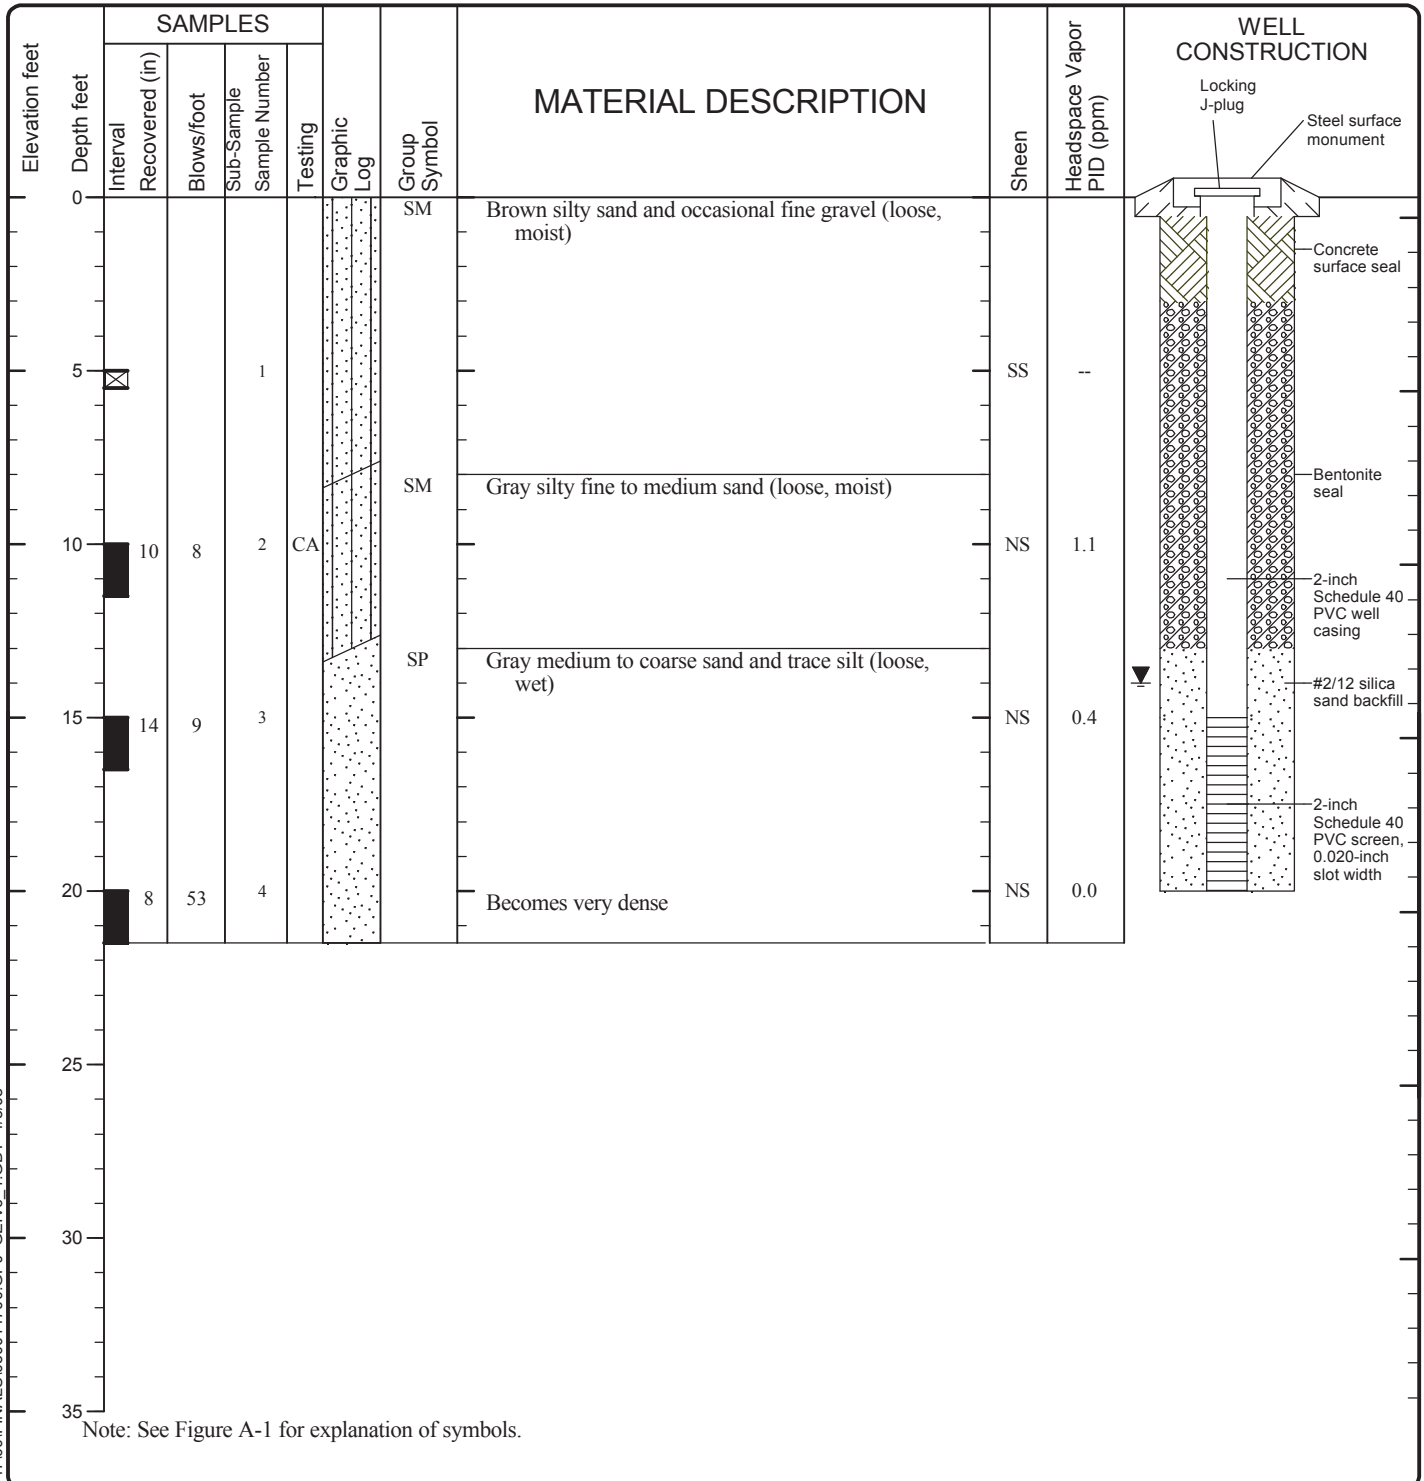 SAMPLES
Elevation feet
Depth feet
Interval
Recovered (in)
Blows/foot
Sub-Sample
Sample Number
Testing
Graphic
Log
Group
Symbol
MATERIAL DESCRIPTION
Sheen
Headspace Vapor
PID (ppm)
WELL
CONSTRUCTION
Locking
J-plug
Steel surface
monument
0
SM
Brown silty sand and occasional fine gravel (loose,
moist)
Concrete
surface seal
5
1
SS
--
SM
Gray silty fine to medium sand (loose, moist)
Bentonite
seal
10
10
8
2
CA
NS
1.1
2-inch
Schedule 40
PVC well
casing
SP
Gray medium to coarse sand and trace silt (loose,
wet)
#2/12 silica
sand backfill
15
14
9
3
NS
0.4
2-inch
Schedule 40
PVC screen,
0.020-inch
slot width
20
8
53
4
Becomes very dense
NS
0.0
25
30
35
Note: See Figure A-1 for explanation of symbols.